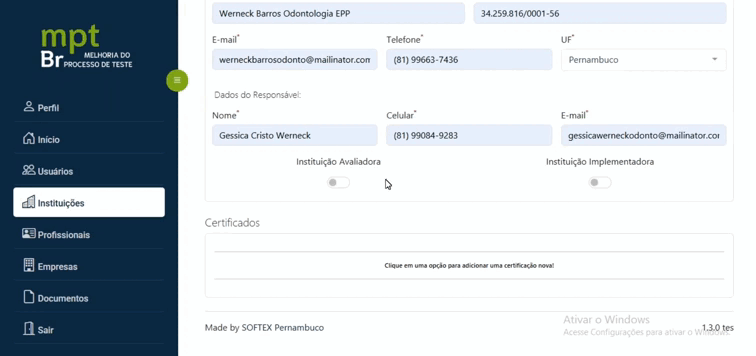 mpt
Br MELHORIA DO
PROCESSO DE TESTE
Perfil
Início
Usuários
Instituições
Profissionais
Empresas
Documentos
Sair
Werneck Barros Odontologia EPP
34.259.816/0001-56
E-mail*
Telefone*
UF*
werneckbarrosodonto@mailinator.com
(81) 99663-7436
Pernambuco
Dados do Responsável:
Nome*
Celular*
E-mail*
Gessica Cristo Werneck
(81) 99084-9283
gessicawerneckodonto@mailinator.co
Instituição Avaliadora
Instituição Implementadora
Certificados
Clique em uma opção para adicionar uma certificação nova!
Made by SOFTEX Pernambuco
Ativar o Windows
Acesse Configurações para ativar o Windows.
1.3.0 tes